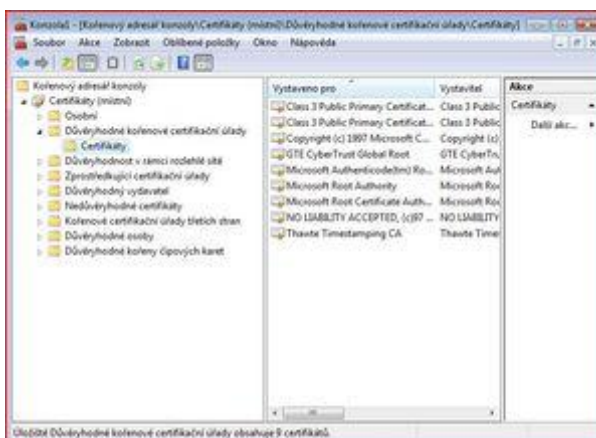 Konzola1 - [Kořenový adresář konzoly\Certifikáty (místní)\Důvěryhodné kořenové certifikační úřady\Certifikáty]
Soubor Akce Zobrazit Oblíbené položky Okno Nápověda
Kořenový adresář konzoly
Certifikáty (místní)
Osobní
Důvěryhodné kořenové certifikační úřady
Certifikáty
Důvěryhodnost v rámci rozlehlé sítě
Zprostředkující certifikační úřady
Důvěryhodný vydavatel
Nedůvěryhodné certifikáty
Kořenové certifikační úřady třetích stran
Důvěryhodné osoby
Důvěryhodné kořeny čipových karet
Vystaveno pro Vystavitel
Class 3 Public Primary Certificat... Class 3 Public
Class 3 Public Primary Certificat... Class 3 Public
Copyright (c) 1997 Microsoft C... Copyright (c)
GTE CyberTrust Global Root GTE CyberTru
Microsoft Authenticode(tm) Ro... Microsoft Aut
Microsoft Root Authority Microsoft Roo
Microsoft Root Certificate Auth... Microsoft Roo
NO LIABILITY ACCEPTED, (c)97 ... NO LIABILITY
Thawte Timestamping CA Thawte Time
Akce
Certifikáty
Další akc...
Úložiště Důvěryhodné kořenové certifikační úřady obsahuje 9 certifikátů.